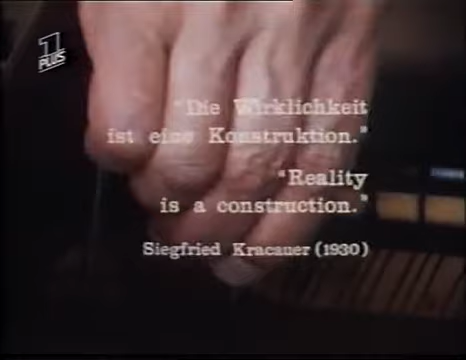 1
PLUS
"Die Wirklichkeit
ist eine Konstruktion."
"Reality
is a construction."
Siegfried Kracauer (1930)